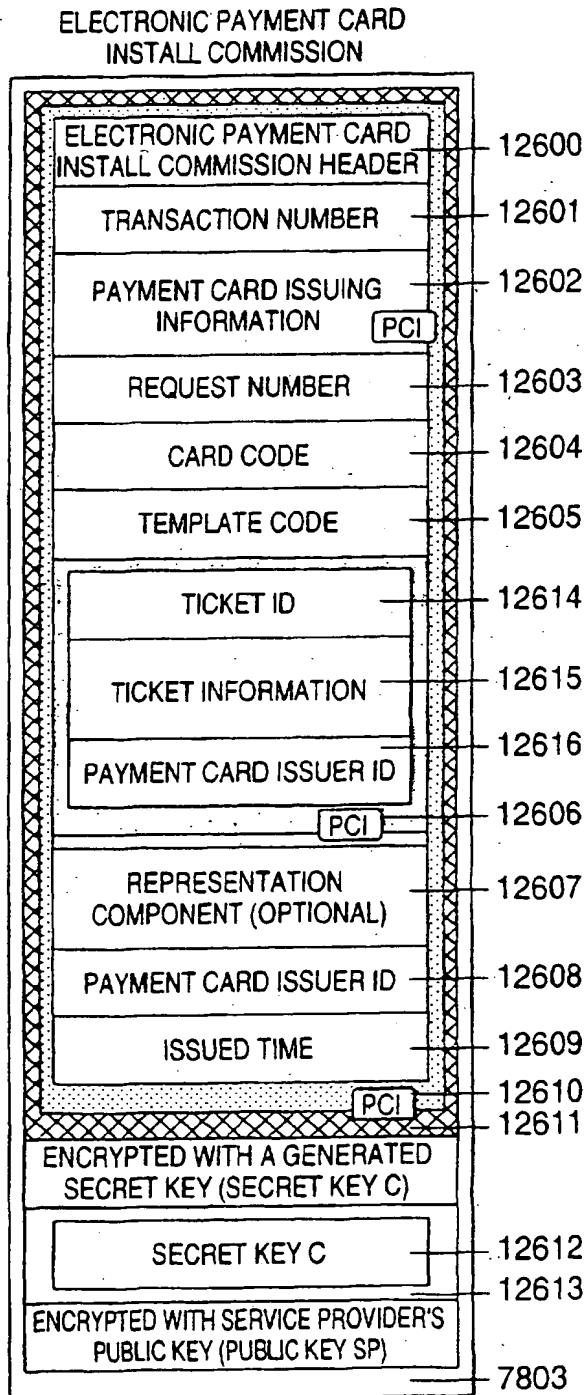 ELECTRONIC PAYMENT CARD
INSTALL COMMISSION
ELECTRONIC PAYMENT CARD
INSTALL COMMISSION HEADER
12600
TRANSACTION NUMBER
12601
PAYMENT CARD ISSUING
INFORMATION
12602
PCI
REQUEST NUMBER
12603
CARD CODE
12604
TEMPLATE CODE
12605
TICKET ID
12614
TICKET INFORMATION
12615
12616
PAYMENT CARD ISSUER ID
PCI
12606
REPRESENTATION
COMPONENT (OPTIONAL)
12607
PAYMENT CARD ISSUER ID
12608
ISSUED TIME
12609
PCI
12610
12611
ENCRYPTED WITH A GENERATED
SECRET KEY (SECRET KEY C)
SECRET KEY C
12612
12613
ENCRYPTED WITH SERVICE PROVIDER'S
PUBLIC KEY (PUBLIC KEY SP)
7803